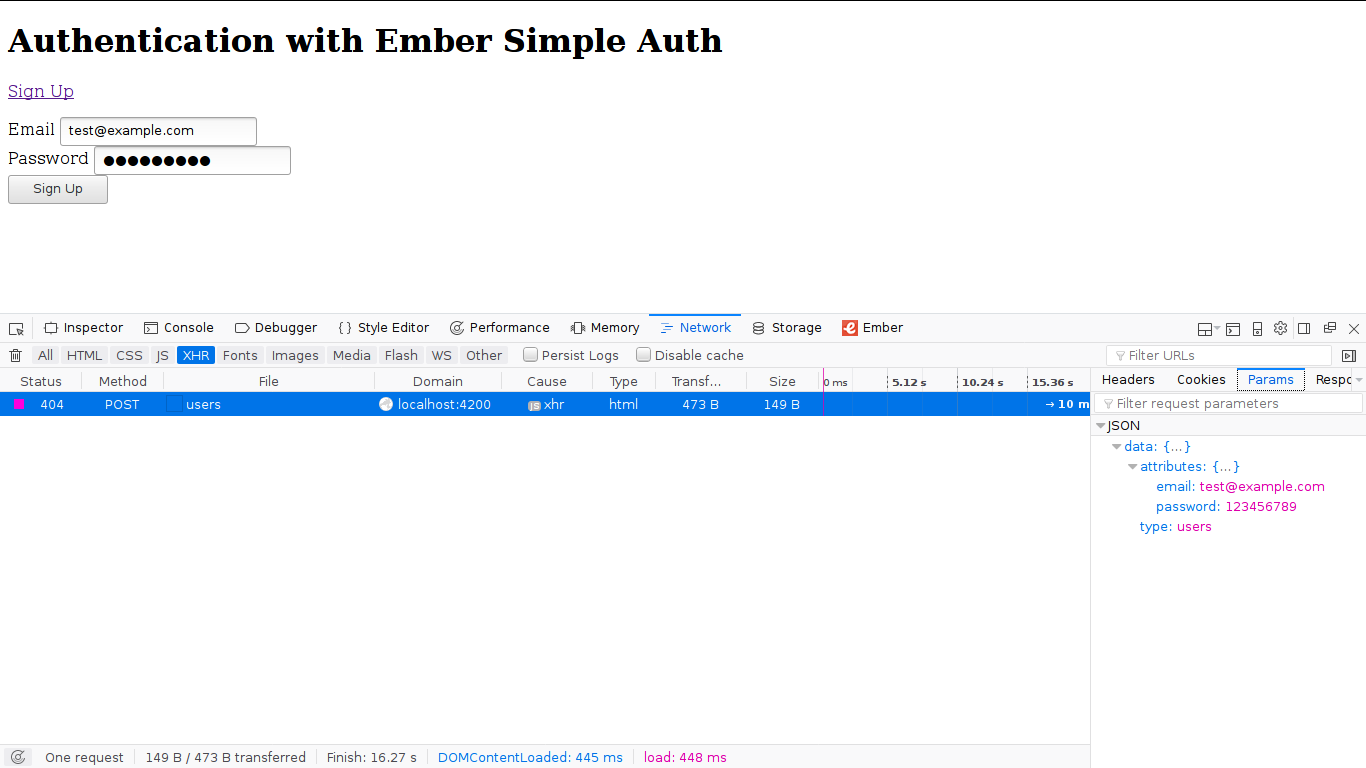 Authentication with Ember Simple Auth
Sign Up
Email test@example.com
Password ●●●●●●●●●
Sign Up
Inspector Console Debugger { } Style Editor Performance Memory Network Storage Ember
All HTML CSS JS XHR Fonts Images Media Flash WS Other Persist Logs Disable cache Filter URLs
Status Method File Domain Cause Type Transf... Size 0 ms 5.12 s 10.24 s 15.36 s
404 POST users localhost:4200 JS xhr html 473 B 149 B → 10 m
Headers Cookies Params Respc
Filter request parameters
JSON
data: {...}
attributes: {...}
email: test@example.com
password: 123456789
type: users
One request 149 B / 473 B transferred Finish: 16.27 s DOMContentLoaded: 445 ms load: 448 ms